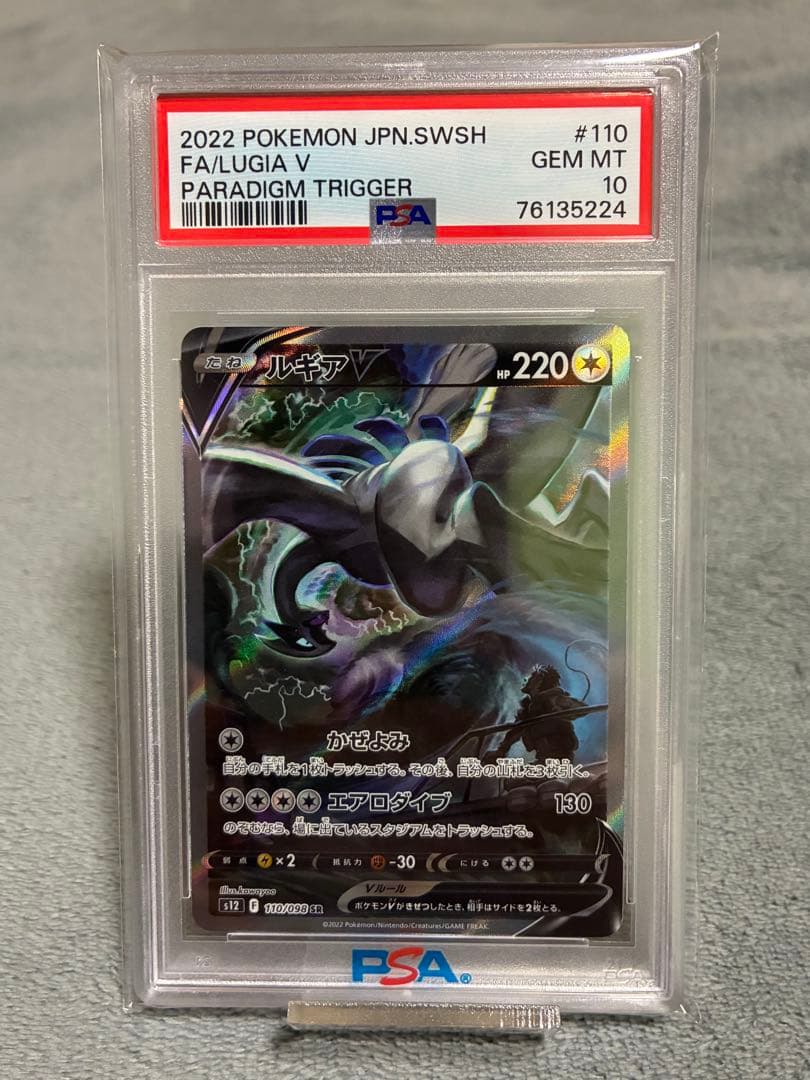 2022 POKEMON JPN.SWSH #110
FA/LUGIA V GEM MT
PARADIGM TRIGGER 10
PSA 76135224
たね ルギアV HP 220
かぜよみ
自分の手札を1枚トラッシュする。その後、自分の山札を3枚引く。
エアロダイブ 130
のぞむなら、場に出ているスタジアムをトラッシュする。
弱点 ×2 抵抗力 -30 にげる
Illus.kawayoo
Vルール
s12 F 110/098 SR
ポケモンVがきぜつしたとき、相手はサイドを2枚とる。
©2022 Pokémon/Nintendo/Creatures/GAME FREAK.
PSA®